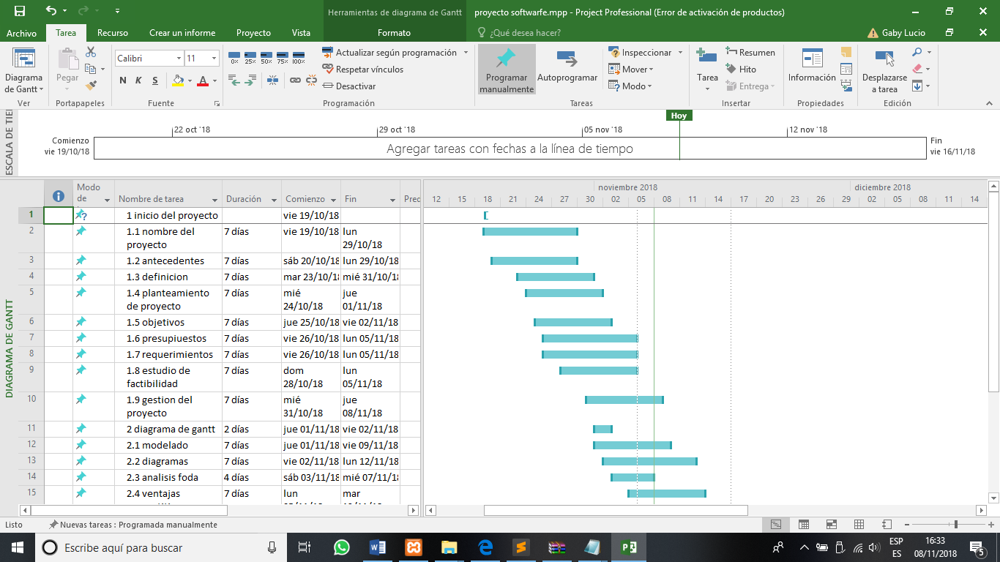 Herramientas de diagrama de Gantt
proyecto softwarfe.mpp - Project Professional (Error de activación de productos)
Archivo Tarea Recurso Crear un informe Proyecto Vista Formato ¿Qué desea hacer? Gaby Lucio
Diagrama de Gantt
Ver
Pegar
Portapapeles
Calibri 11
N K S A
Fuente
0% 25% 50% 75% 100%
Actualizar según programación
Respetar vínculos
Desactivar
Programación
Programar manualmente
Autoprogramar
Inspeccionar
Mover
Modo
Tareas
Tarea
Resumen
Hito
Entrega
Insertar
Información
Propiedades
Desplazarse a tarea
Edición
ESCALA DE TIE
Hoy
22 oct '18 29 oct '18 05 nov '18 12 nov '18
Comienzo
vie 19/10/18
Agregar tareas con fechas a la línea de tiempo
Fin
vie 16/11/18
DIAGRAMA DE GANTT
Modo de Nombre de tarea Duración Comienzo Fin Pred
noviembre 2018 diciembre 2018
12 15 18 21 24 27 30 02 05 08 11 14 17 20 23 26 29 02 05 08 11 14
1 1 inicio del proyecto vie 19/10/18
2 1.1 nombre del proyecto 7 días vie 19/10/18 lun 29/10/18
3 1.2 antecedentes 7 días sáb 20/10/18 lun 29/10/18
4 1.3 definicion 7 días mar 23/10/18 mié 31/10/18
5 1.4 planteamiento de proyecto 7 días mié 24/10/18 jue 01/11/18
6 1.5 objetivos 7 días jue 25/10/18 vie 02/11/18
7 1.6 presupiuestos 7 días vie 26/10/18 lun 05/11/18
8 1.7 requerimientos 7 días vie 26/10/18 lun 05/11/18
9 1.8 estudio de factibilidad 7 días dom 28/10/18 lun 05/11/18
10 1.9 gestion del proyecto 7 días mié 31/10/18 jue 08/11/18
11 2 diagrama de gantt 2 días jue 01/11/18 vie 02/11/18
12 2.1 modelado 7 días jue 01/11/18 vie 09/11/18
13 2.2 diagramas 7 días vie 02/11/18 lun 12/11/18
14 2.3 analisis foda 4 días sáb 03/11/18 mié 07/11/18
15 2.4 ventajas 7 días lun mar
Listo Nuevas tareas : Programada manualmente
Escribe aquí para buscar
ESP
ES
16:33
08/11/2018
5